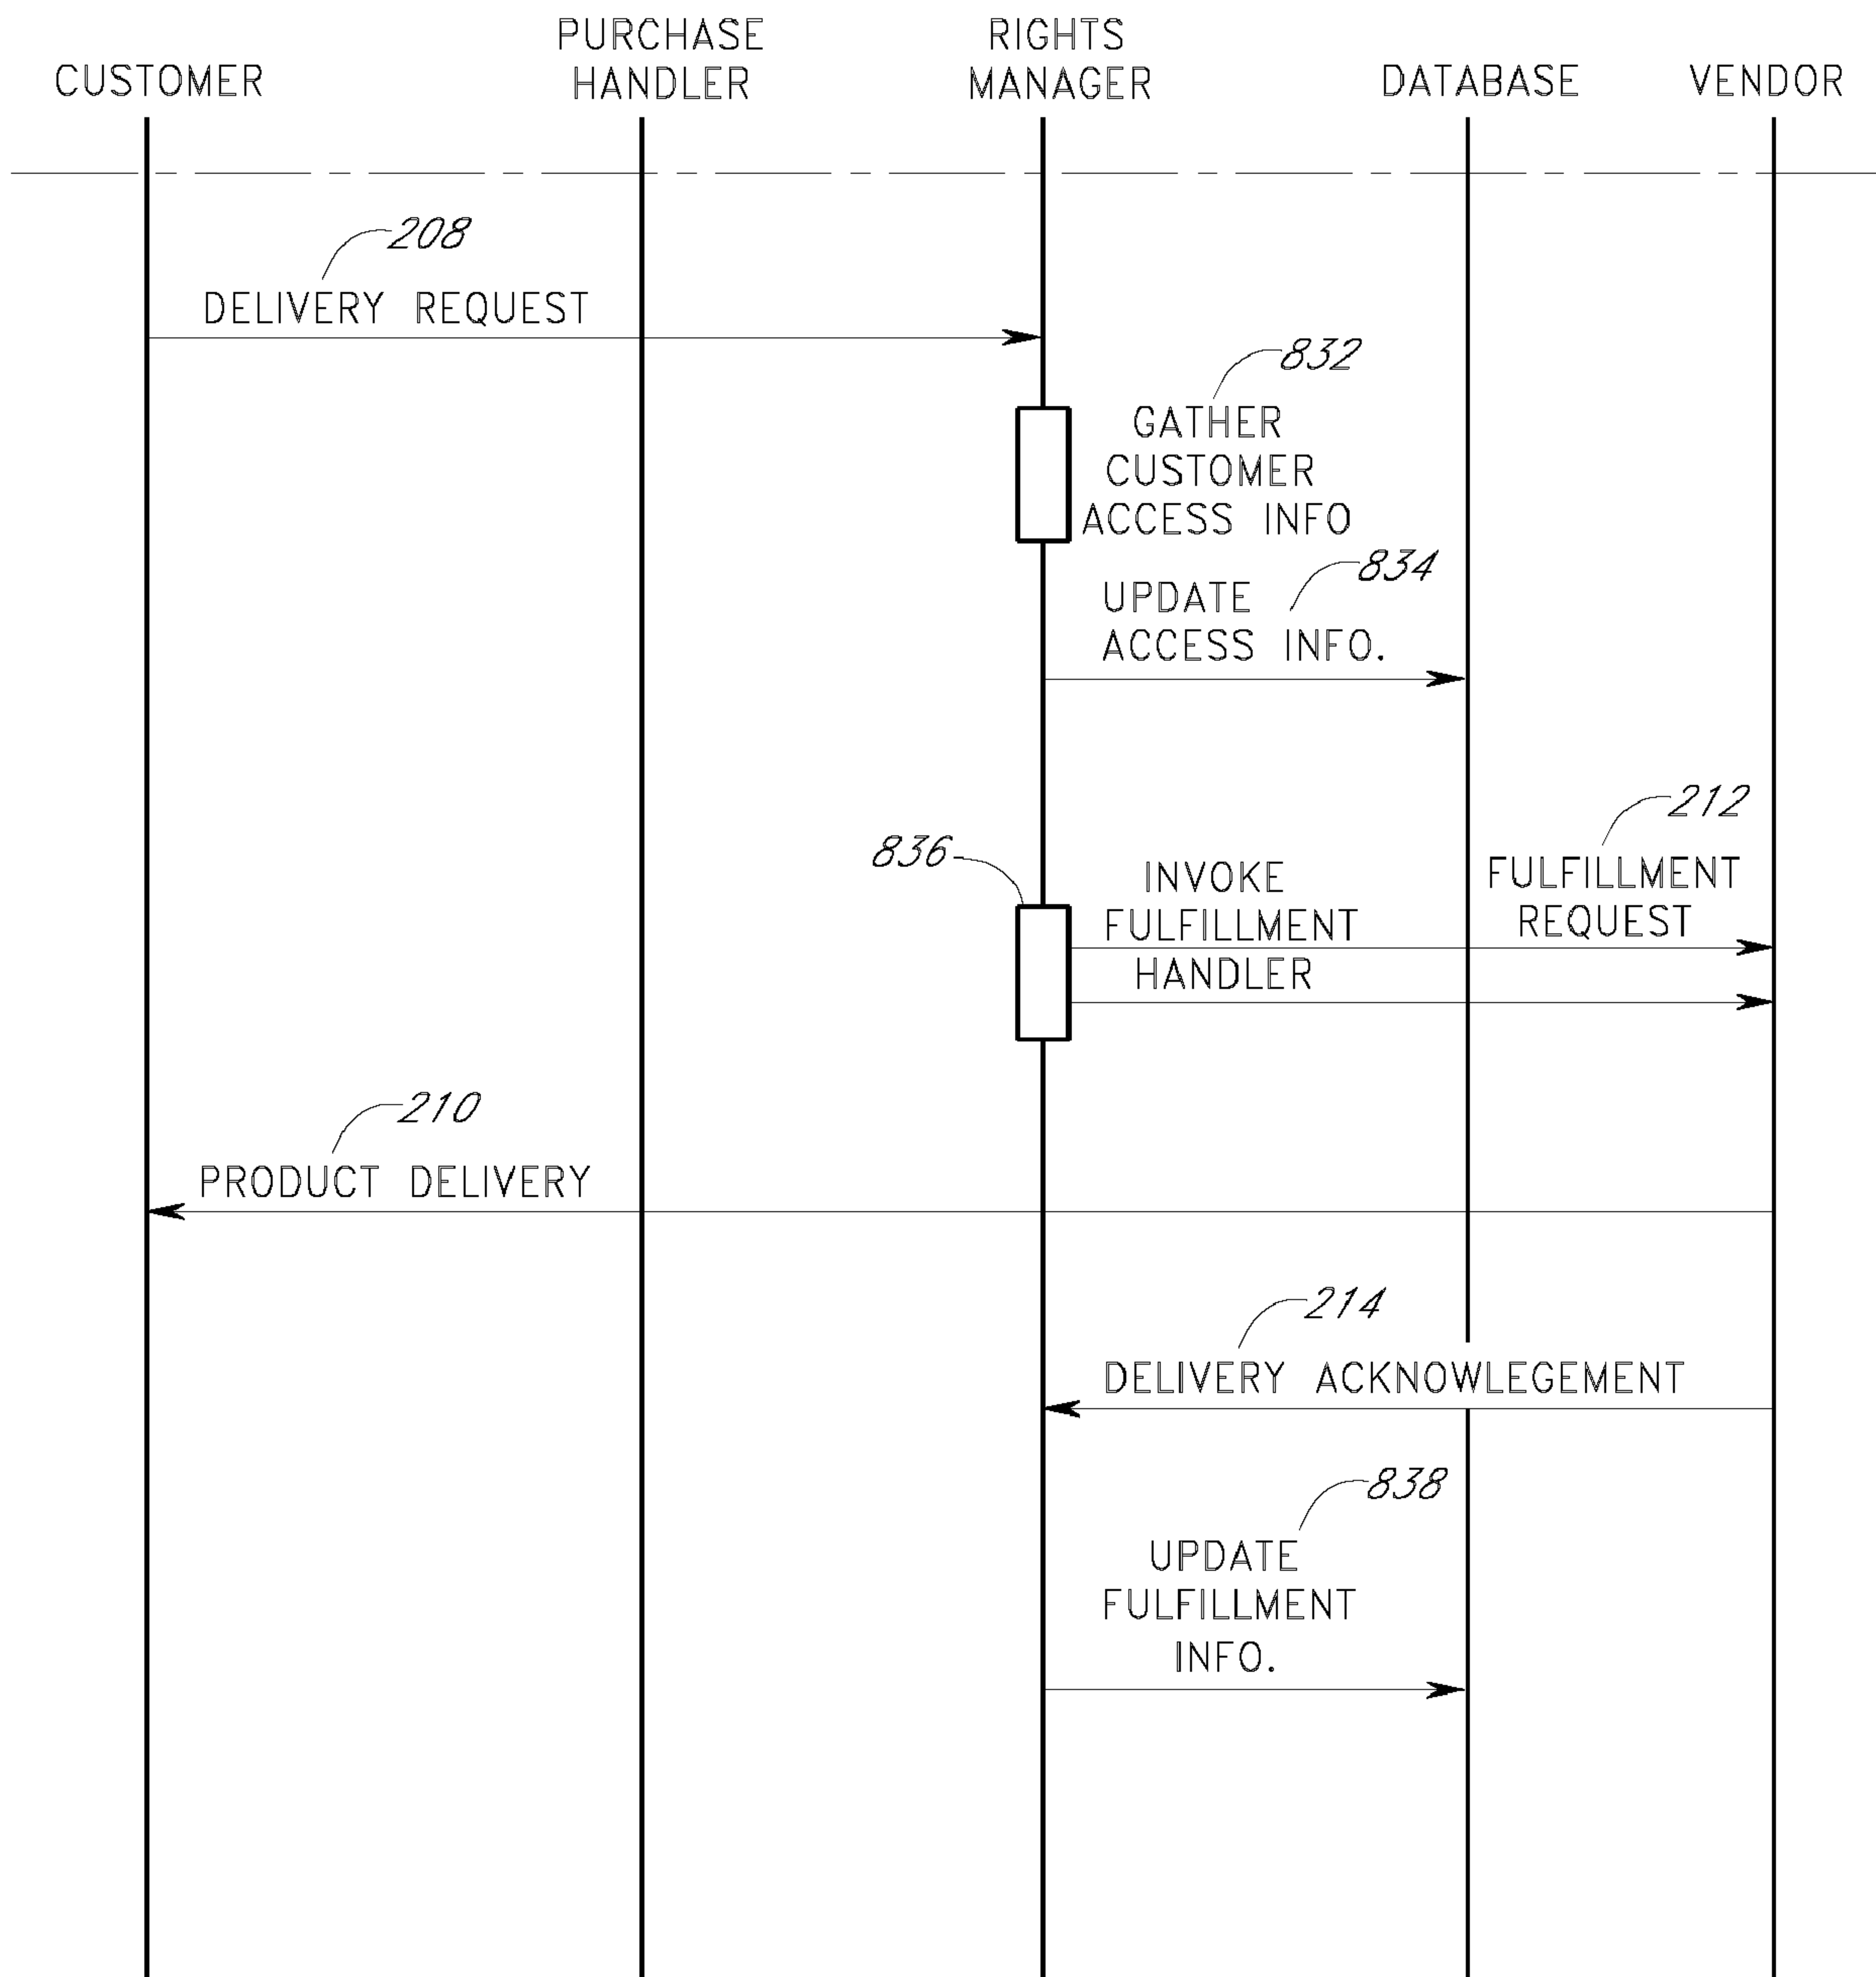 CUSTOMER
PURCHASE
HANDLER
RIGHTS
MANAGER
DATABASE
VENDOR
208
DELIVERY REQUEST
832
GATHER
CUSTOMER
ACCESS INFO
834
UPDATE
ACCESS INFO.
836
INVOKE
FULFILLMENT
HANDLER
212
FULFILLMENT
REQUEST
210
PRODUCT DELIVERY
214
DELIVERY ACKNOWLEGEMENT
838
UPDATE
FULFILLMENT
INFO.